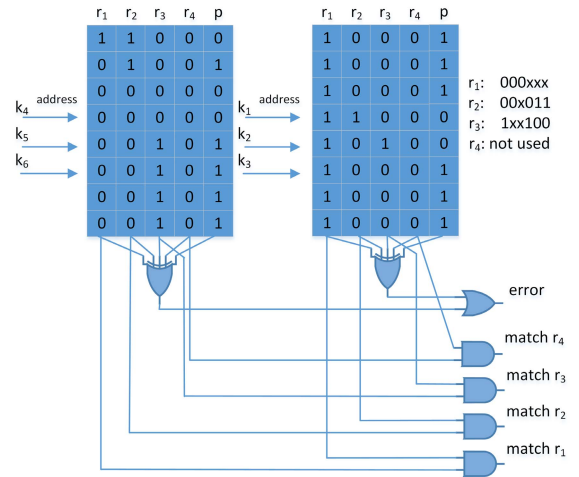 r1 r2 r3 r4 p r1 r2 r3 r4 p
1 1 0 0 0 1 0 0 0 1
0 1 0 0 1 1 0 0 0 1
0 0 0 0 0 1 0 0 0 1
0 0 0 0 0 1 1 0 0 0
0 0 1 0 1 1 0 1 0 0
0 0 1 0 1 1 0 0 0 1
0 0 1 0 1 1 0 0 0 1
0 0 1 0 1 1 0 0 0 1
k4 address k1 address
k5 k2
k6 k3
r1: 000xxx
r2: 00x011
r3: 1xx100
r4: not used
error
match r4
match r3
match r2
match r1